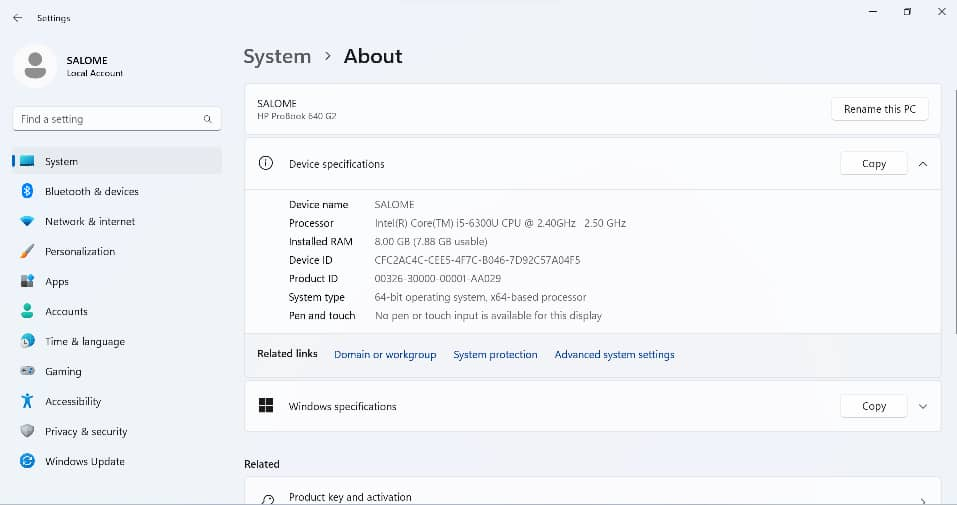 Settings
SALOME
Local Account
Find a setting
System
Bluetooth & devices
Network & internet
Personalization
Apps
Accounts
Time & language
Gaming
Accessibility
Privacy & security
Windows Update
System > About
SALOME
HP ProBook 640 G2
Rename this PC
Device specifications
Copy
Device name SALOME
Processor Intel(R) Core(TM) i5-6300U CPU @ 2.40GHz 2.50 GHz
Installed RAM 8.00 GB (7.88 GB usable)
Device ID CFC2AC4C-CEE5-4F7C-B046-7D92C57A04F5
Product ID 00326-30000-00001-AA029
System type 64-bit operating system, x64-based processor
Pen and touch No pen or touch input is available for this display
Related links Domain or workgroup System protection Advanced system settings
Windows specifications
Copy
Related
Product key and activation